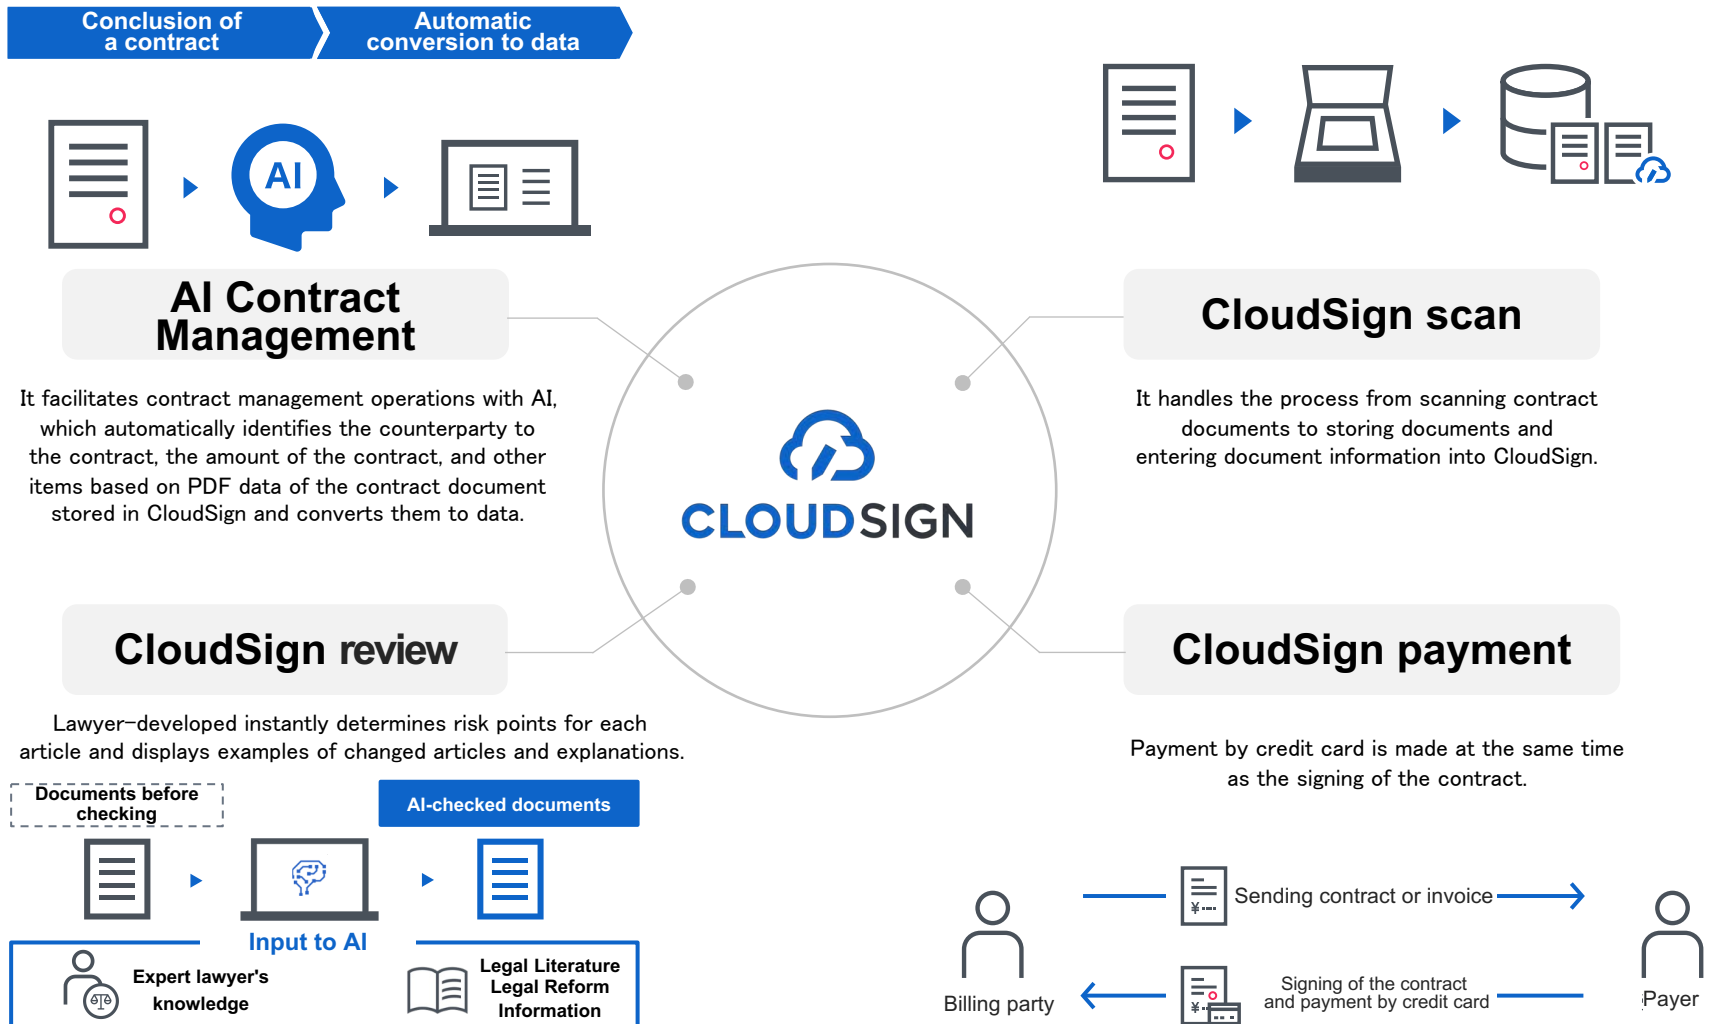 Conclusion of
a contract
Automatic
conversion to data
AI
AI Contract
Management
It facilitates contract management operations with AI,
which automatically identifies the counterparty to
the contract, the amount of the contract, and other
items based on PDF data of the contract document
stored in CloudSign and converts them to data.
CloudSign scan
It handles the process from scanning contract
documents to storing documents and
entering document information into CloudSign.
CLOUDSIGN
CloudSign review
Lawyer-developed instantly determines risk points for each
article and displays examples of changed articles and explanations.
Documents before
checking
AI-checked documents
Input to AI
Expert lawyer's
knowledge
Legal Literature
Legal Reform
Information
CloudSign payment
Payment by credit card is made at the same time
as the signing of the contract.
¥
Sending contract or invoice
Billing party
¥
Signing of the contract
and payment by credit card
Payer